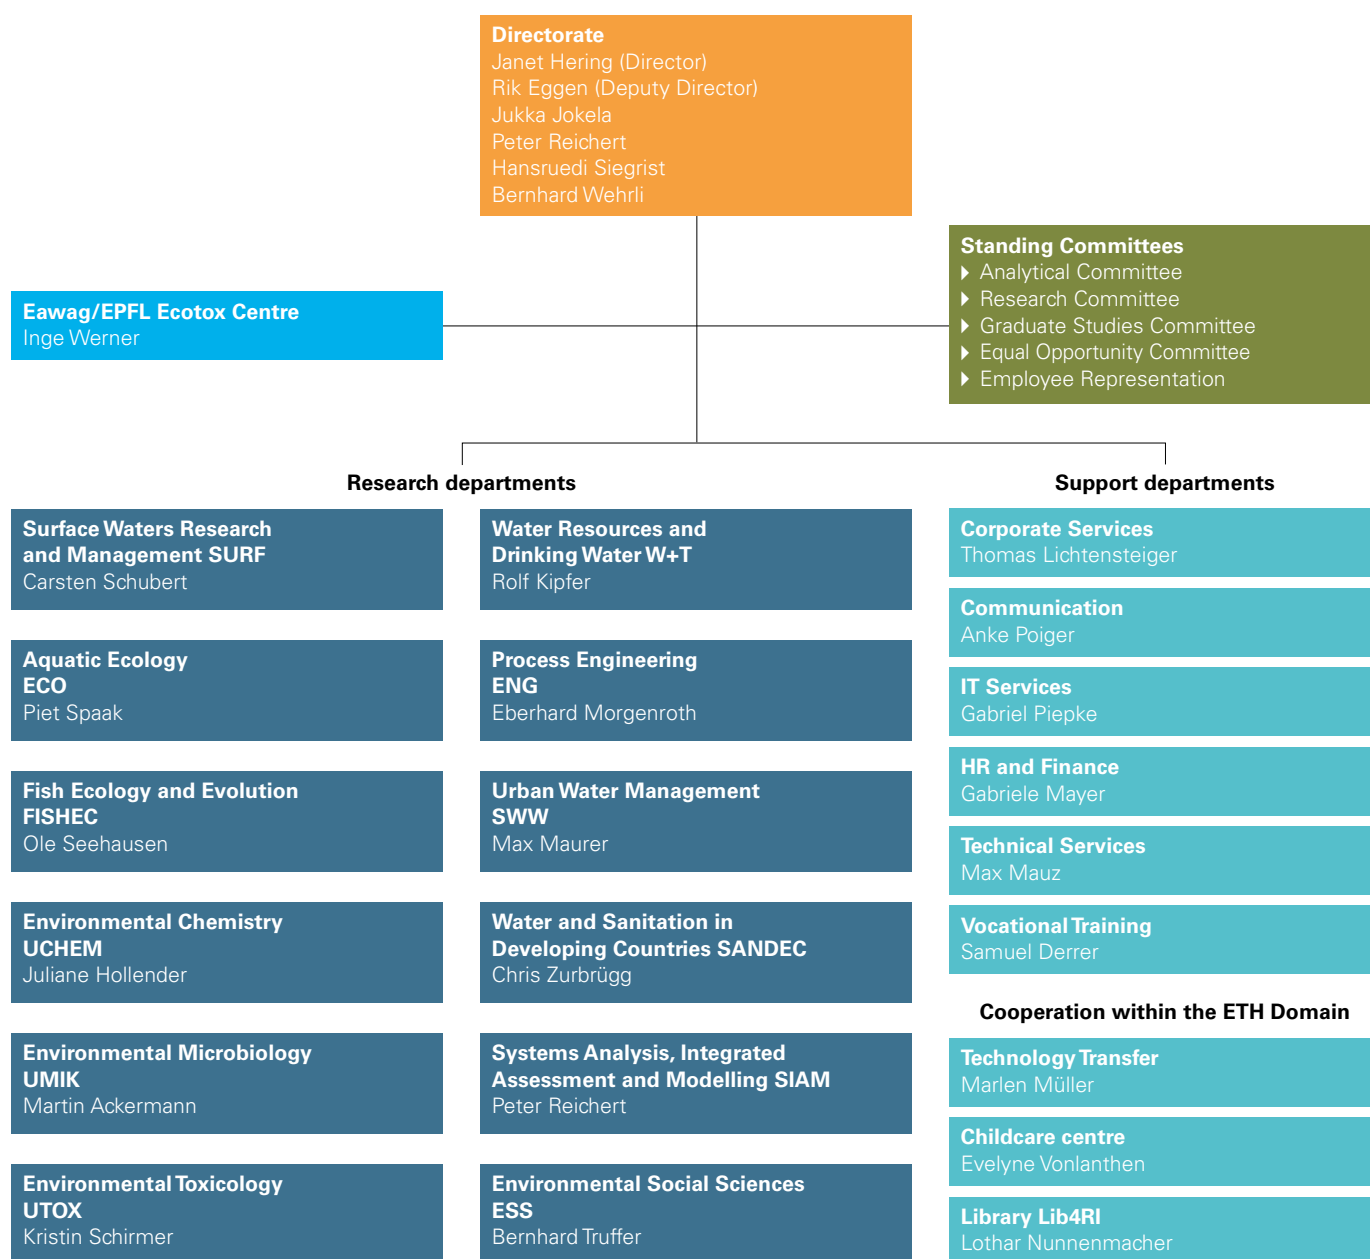 Directorate
Janet Hering (Director)
Rik Eggen (Deputy Director)
Jukka Jokela
Peter Reichert
Hansruedi Siegrist
Bernhard Wehrli
Standing Committees
Analytical Committee
Research Committee
Graduate Studies Committee
Equal Opportunity Committee
Employee Representation
Eawag/EPFL Ecotox Centre
Inge Werner
Research departments
Surface Waters Research
and Management SURF
Carsten Schubert
Water Resources and
Drinking Water W+T
Rolf Kipfer
Aquatic Ecology
ECO
Piet Spaak
Process Engineering
ENG
Eberhard Morgenroth
Fish Ecology and Evolution
FISHEC
Ole Seehausen
Urban Water Management
SWW
Max Maurer
Environmental Chemistry
UCHEM
Juliane Hollender
Water and Sanitation in
Developing Countries SANDEC
Chris Zurbrügg
Environmental Microbiology
UMIK
Martin Ackermann
Systems Analysis, Integrated
Assessment and Modelling SIAM
Peter Reichert
Environmental Toxicology
UTOX
Kristin Schirmer
Environmental Social Sciences
ESS
Bernhard Truffer
Support departments
Corporate Services
Thomas Lichtensteiger
Communication
Anke Poiger
IT Services
Gabriel Piepke
HR and Finance
Gabriele Mayer
Technical Services
Max Mauz
Vocational Training
Samuel Derrer
Cooperation within the ETH Domain
Technology Transfer
Marlen Müller
Childcare centre
Evelyne Vonlanthen
Library Lib4RI
Lothar Nunnenmacher